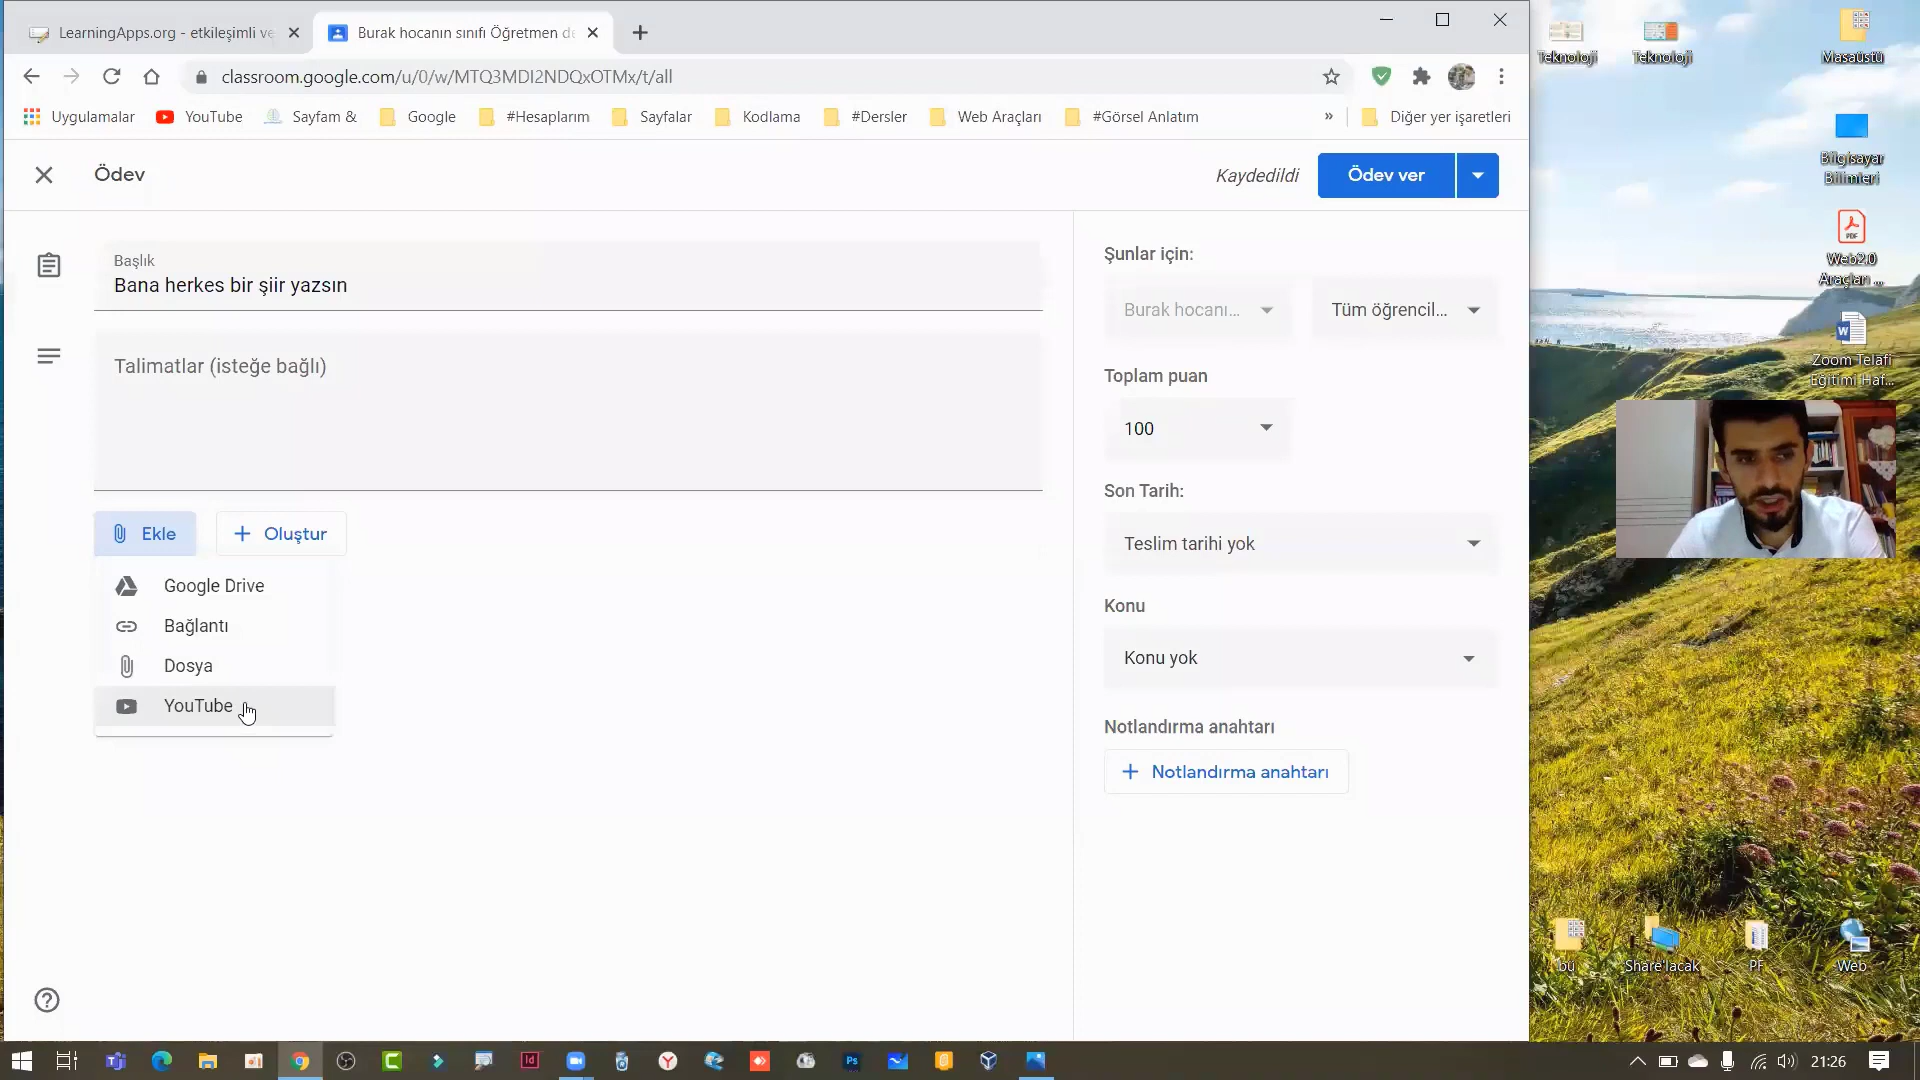 LearningApps.org - etkileşimli ve
Burak hocanın sınıfı Öğretmen de
classroom.google.com/u/0/w/MTQ3MDI2NDQxOTMx/t/all
Uygulamalar YouTube Sayfam & Google #Hesaplarım Sayfalar Kodlama #Dersler Web Araçları #Görsel Anlatım » Diğer yer işaretleri
Ödev
Kaydedildi
Ödev ver
Başlık
Bana herkes bir şiir yazsın
Talimatlar (isteğe bağlı)
Ekle
Oluştur
Google Drive
Bağlantı
Dosya
YouTube
Şunlar için:
Burak hocanı...
Tüm öğrencil...
Toplam puan
100
Son Tarih:
Teslim tarihi yok
Konu
Konu yok
Notlandırma anahtarı
Notlandırma anahtarı
Teknoloji
Teknoloji
Masaüstü
Bilgisayar
Bilimleri
PDF
Web2.0
Araçları ...
Zoom Telafi
Eğitimi Haf...
bü
Share'lacak
PF
Web
21:26